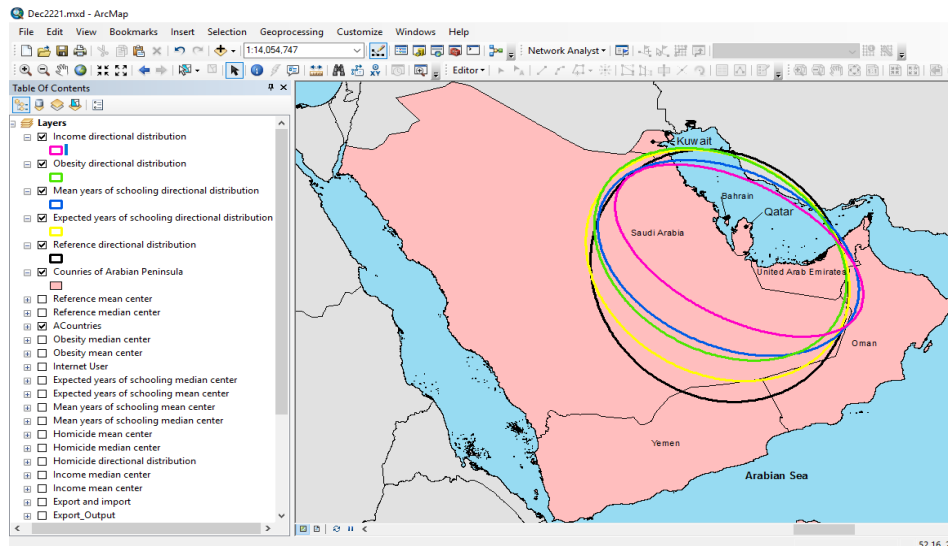 Dec2221.mxd - ArcMap
File Edit View Bookmarks Insert Selection Geoprocessing Customize Windows Help
1:14,054,747
Network Analyst
Editor
Table Of Contents
Layers
Income directional distribution
Obesity directional distribution
Mean years of schooling directional distribution
Expected years of schooling directional distribution
Reference directional distribution
Counries of Arabian Peninsula
Reference mean center
Reference median center
ACountries
Obesity median center
Obesity mean center
Internet User
Expected years of schooling median center
Expected years of schooling mean center
Mean years of schooling mean center
Mean years of schooling median center
Homicide mean center
Homicide median center
Homicide directional distribution
Income median center
Income mean center
Export and import
Export_Output
Kuwait
Bahrain
Qatar
Saudi Arabia
United Arab Emirates
Oman
Yemen
Arabian Sea
52.16